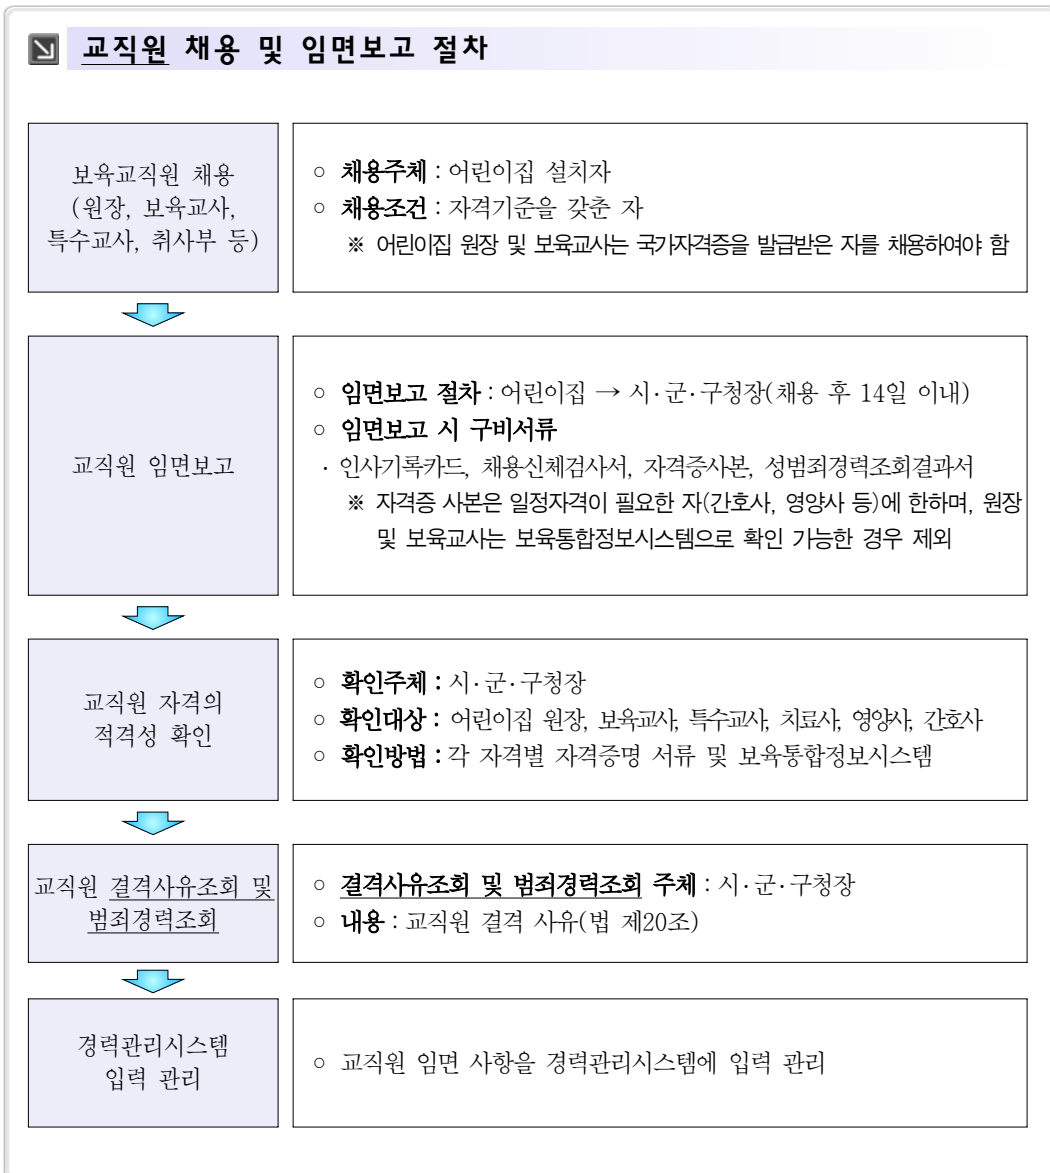 교직원 채용 및 임면보고 절차
보육교직원 채용
(원장, 보육교사,
특수교사, 취사부 등)
○ 채용주체 : 어린이집 설치자
○ 채용조건 : 자격기준을 갖춘 자
※ 어린이집 원장 및 보육교사는 국가자격증을 발급받은 자를 채용하여야 함
교직원 임면보고
○ 임면보고 절차 : 어린이집 → 시·군·구청장(채용 후 14일 이내)
○ 임면보고 시 구비서류
· 인사기록카드, 채용신체검사서, 자격증사본, 성범죄경력조회결과서
※ 자격증 사본은 일정자격이 필요한 자(간호사, 영양사 등)에 한하며, 원장
및 보육교사는 보육통합정보시스템으로 확인 가능한 경우 제외
교직원 자격의
적격성 확인
○ 확인주체 : 시·군·구청장
○ 확인대상 : 어린이집 원장, 보육교사, 특수교사, 치료사, 영양사, 간호사
○ 확인방법 : 각 자격별 자격증명 서류 및 보육통합정보시스템
교직원 결격사유조회 및
범죄경력조회
○ 결격사유조회 및 범죄경력조회 주체 : 시·군·구청장
○ 내용 : 교직원 결격 사유(법 제20조)
경력관리시스템
입력 관리
○ 교직원 임면 사항을 경력관리시스템에 입력 관리